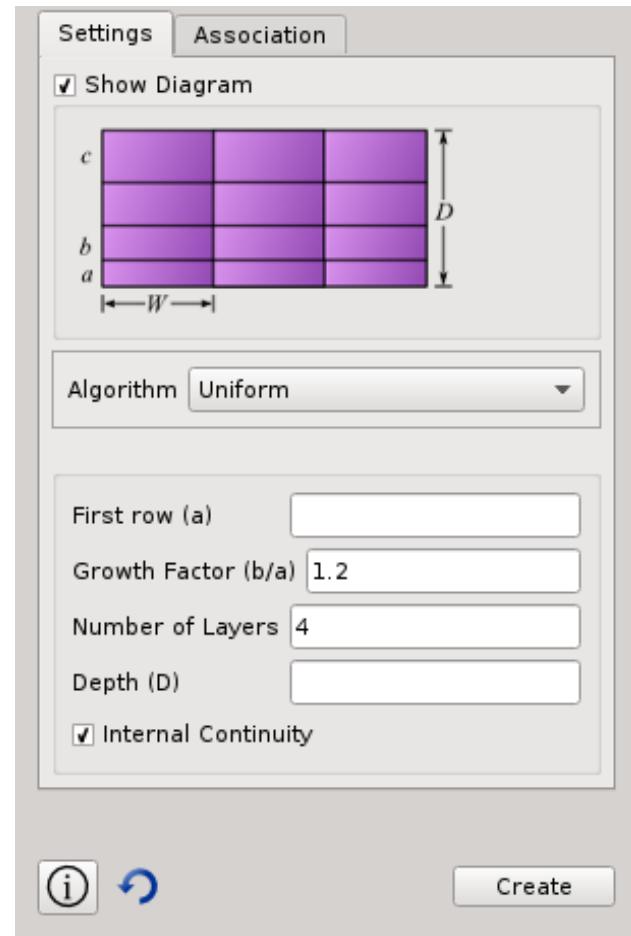 Settings Association
Show Diagram
c
D
b
a
W
Algorithm Uniform
First row (a)
Growth Factor (b/a) 1.2
Number of Layers 4
Depth (D)
Internal Continuity
i
Create